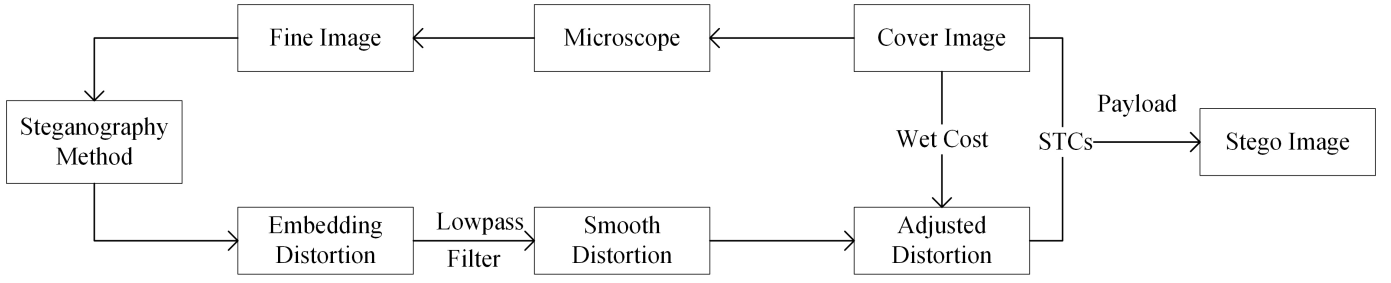 Fine Image
Microscope
Cover Image
Steganography
Method
Wet Cost
STCs
Payload
Stego Image
Embedding
Distortion
Lowpass
Filter
Smooth
Distortion
Adjusted
Distortion